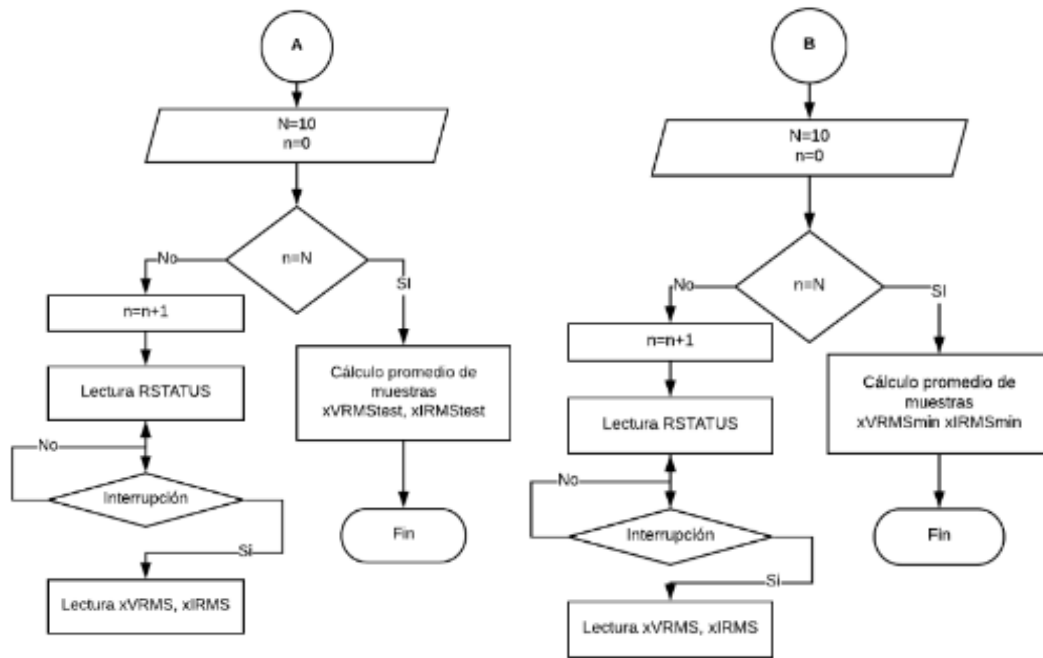 A
N=10
n=0
n=N
No
SI
n=n+1
Lectura RSTATUS
Cálculo promedio de
muestras
xVRMStest, xIRMStest
No
Interrupción
Fin
Sí
Lectura xVRMS, xIRMS
B
N=10
n=0
n=N
No
SI
n=n+1
Lectura RSTATUS
Cálculo promedio de
muestras
xVRMSmin xIRMSmin
No
Interrupción
Fin
Si
Lectura xVRMS, xIRMS